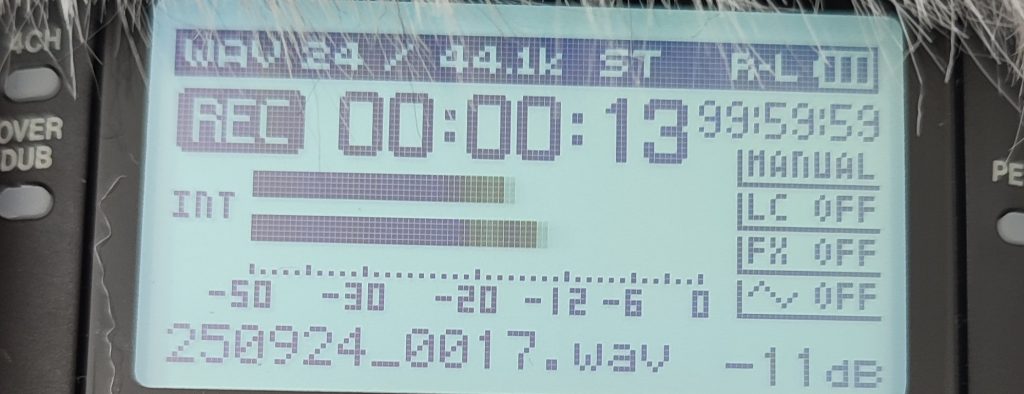 4CH
OVER
DUB
WAV 24 / 44.1k ST A-L
REC 00:00:13 99:59:59
MANUAL
INT
LC OFF
FX OFF
OFF
-50 -30 -20 -12 -6 0
250924_0017.wav -11dB
PE